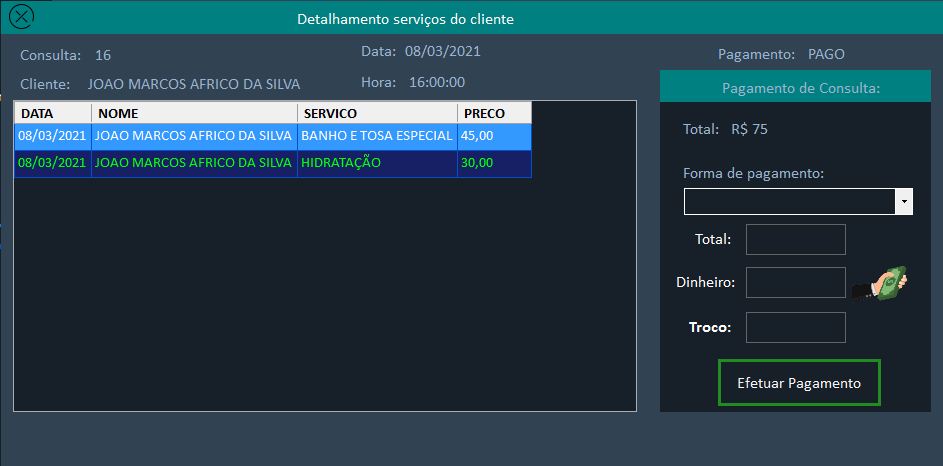 Detalhamento serviços do cliente
Consulta: 16
Data: 08/03/2021
Pagamento: PAGO
Cliente: JOAO MARCOS AFRICO DA SILVA
Hora: 16:00:00
DATA NOME SERVICO PRECO
08/03/2021 JOAO MARCOS AFRICO DA SILVA BANHO E TOSA ESPECIAL 45,00
08/03/2021 JOAO MARCOS AFRICO DA SILVA HIDRATAÇÃO 30,00
Pagamento de Consulta:
Total: R$ 75
Forma de pagamento:
Total:
Dinheiro:
Troco:
Efetuar Pagamento